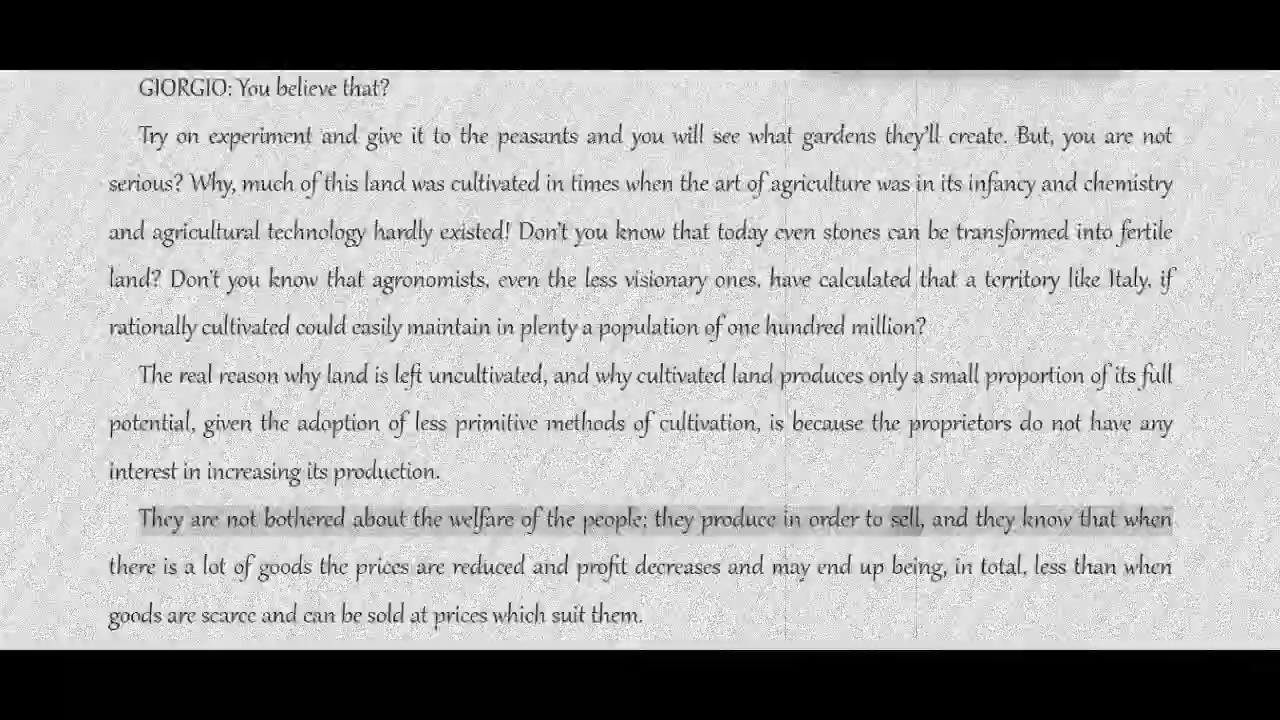 GIORGIO: You believe that?
Try on experiment and give it to the peasants and you will see what gardens they'll create. But, you are not
serious? Why, much of this land was cultivated in times when the art of agriculture was in its infancy and chemistry
and agricultural technology hardly existed! Don't you know that today even stones can be transformed into fertile
land? Don't you know that agronomists, even the less visionary ones, have calculated that a territory like Italy, if
rationally cultivated could easily maintain in plenty a population of one hundred million?
The real reason why land is left uncultivated, and why cultivated land produces only a small proportion of its full
potential, given the adoption of less primitive methods of cultivation, is because the proprietors do not have any
interest in increasing its production.
They are not bothered about the welfare of the people; they produce in order to sell, and they know that when
there is a lot of goods the prices are reduced and profit decreases and may end up being, in total, less than when
goods are scarce and can be sold at prices which suit them.